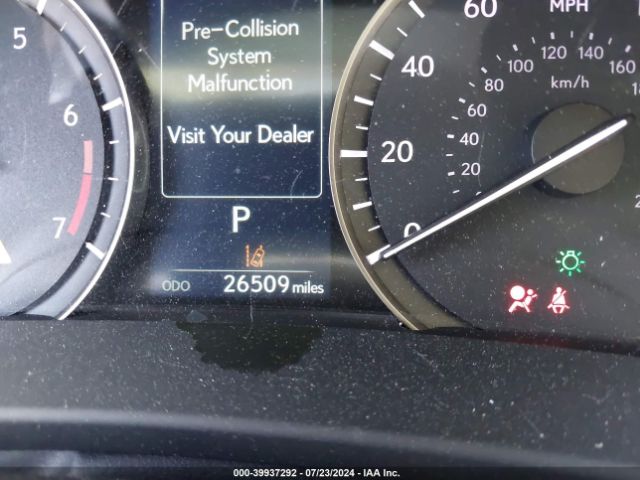 5
6
7
Pre-Collision
System
Malfunction
Visit Your Dealer
P
ODO 26509 miles
60 MPH
40
20
0
20
40
60
80
100
120
140
160
km/h
000-39937292 - 07/23/2024 - IAA Inc.